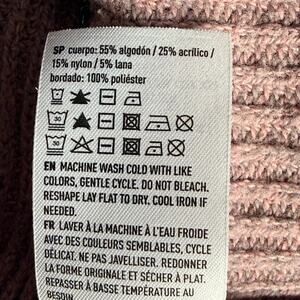 SP cuerpo: 55% algodón / 25% acrílico /
15% nylon / 5% lana
bordado: 100% poliéster
30
30
EN MACHINE WASH COLD WITH LIKE
COLORS, GENTLE CYCLE. DO NOT BLEACH.
RESHAPE LAY FLAT TO DRY. COOL IRON IF
NEEDED.
FR LAVER À LA MACHINE À L'EAU FROIDE
AVEC DES COULEURS SEMBLABLES, CYCLE
DÉLICAT. NE PAS JAVELLISER. REDONNER
LA FORME ORIGINALE ET SÉCHER À PLAT.
REPASSER À BASSE TEMPÉRATURE AU
BESOIN